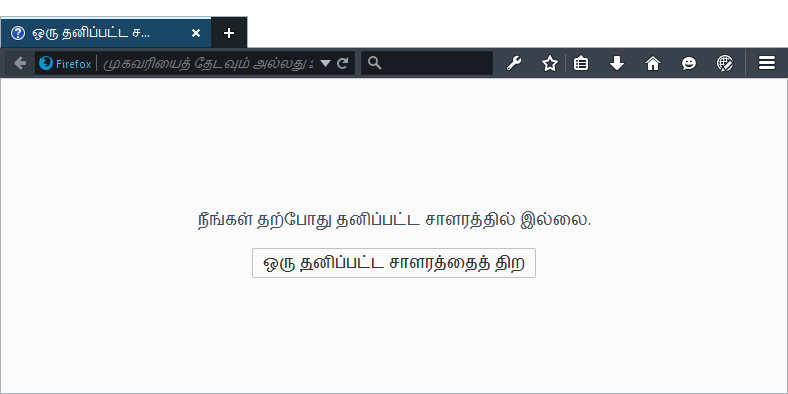 ஒரு தனிப்பட்ட ச...
Firefox
முகவரியைத் தேடவும் அல்லது
நீங்கள் தற்போது தனிப்பட்ட சாளரத்தில் இல்லை.
ஒரு தனிப்பட்ட சாளரத்தைத் திற